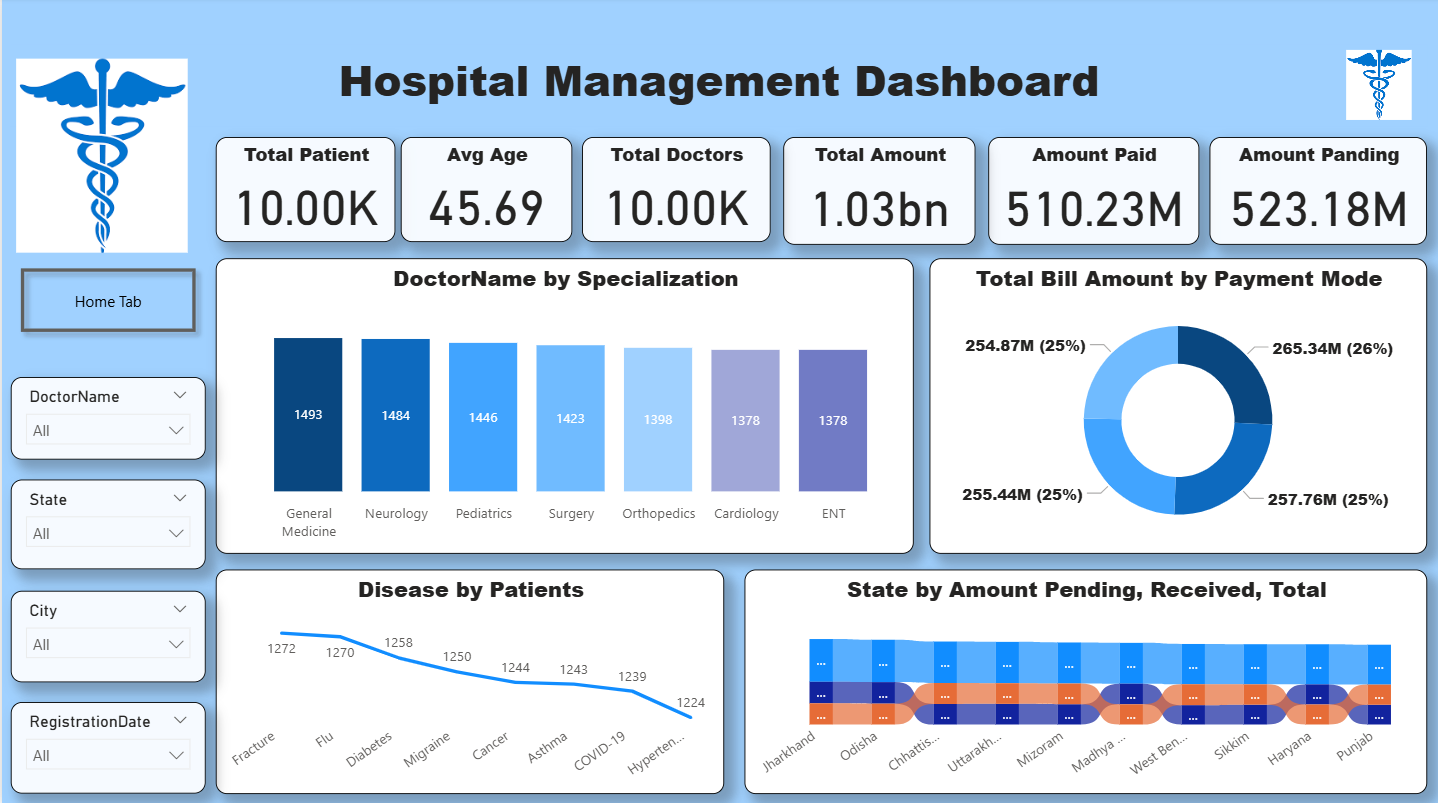 Hospital Management Dashboard
Total Patient
10.00K
Avg Age
45.69
Total Doctors
10.00K
Total Amount
1.03bn
Amount Paid
510.23M
Amount Panding
523.18M
Home Tab
DoctorName
All
State
All
City
All
RegistrationDate
All
DoctorName by Specialization
1493
1484
1446
1423
1398
1378
1378
General
Medicine
Neurology
Pediatrics
Surgery
Orthopedics
Cardiology
ENT
Total Bill Amount by Payment Mode
254.87M (25%)
265.34M (26%)
255.44M (25%)
257.76M (25%)
Disease by Patients
1272
1270
1258
1250
1244
1243
1239
1224
Fracture
Flu
Diabetes
Migraine
Cancer
Asthma
COVID-19
Hyperten...
State by Amount Pending, Received, Total
... ... ... ... ... ... ... ... ... ...
... ... ... ... ... ... ... ... ... ...
... ... ... ... ... ... ... ... ... ...
Jharkhand
Odisha
Chhattis...
Uttarakh...
Mizoram
Madhya ...
West Ben...
Sikkim
Haryana
Punjab